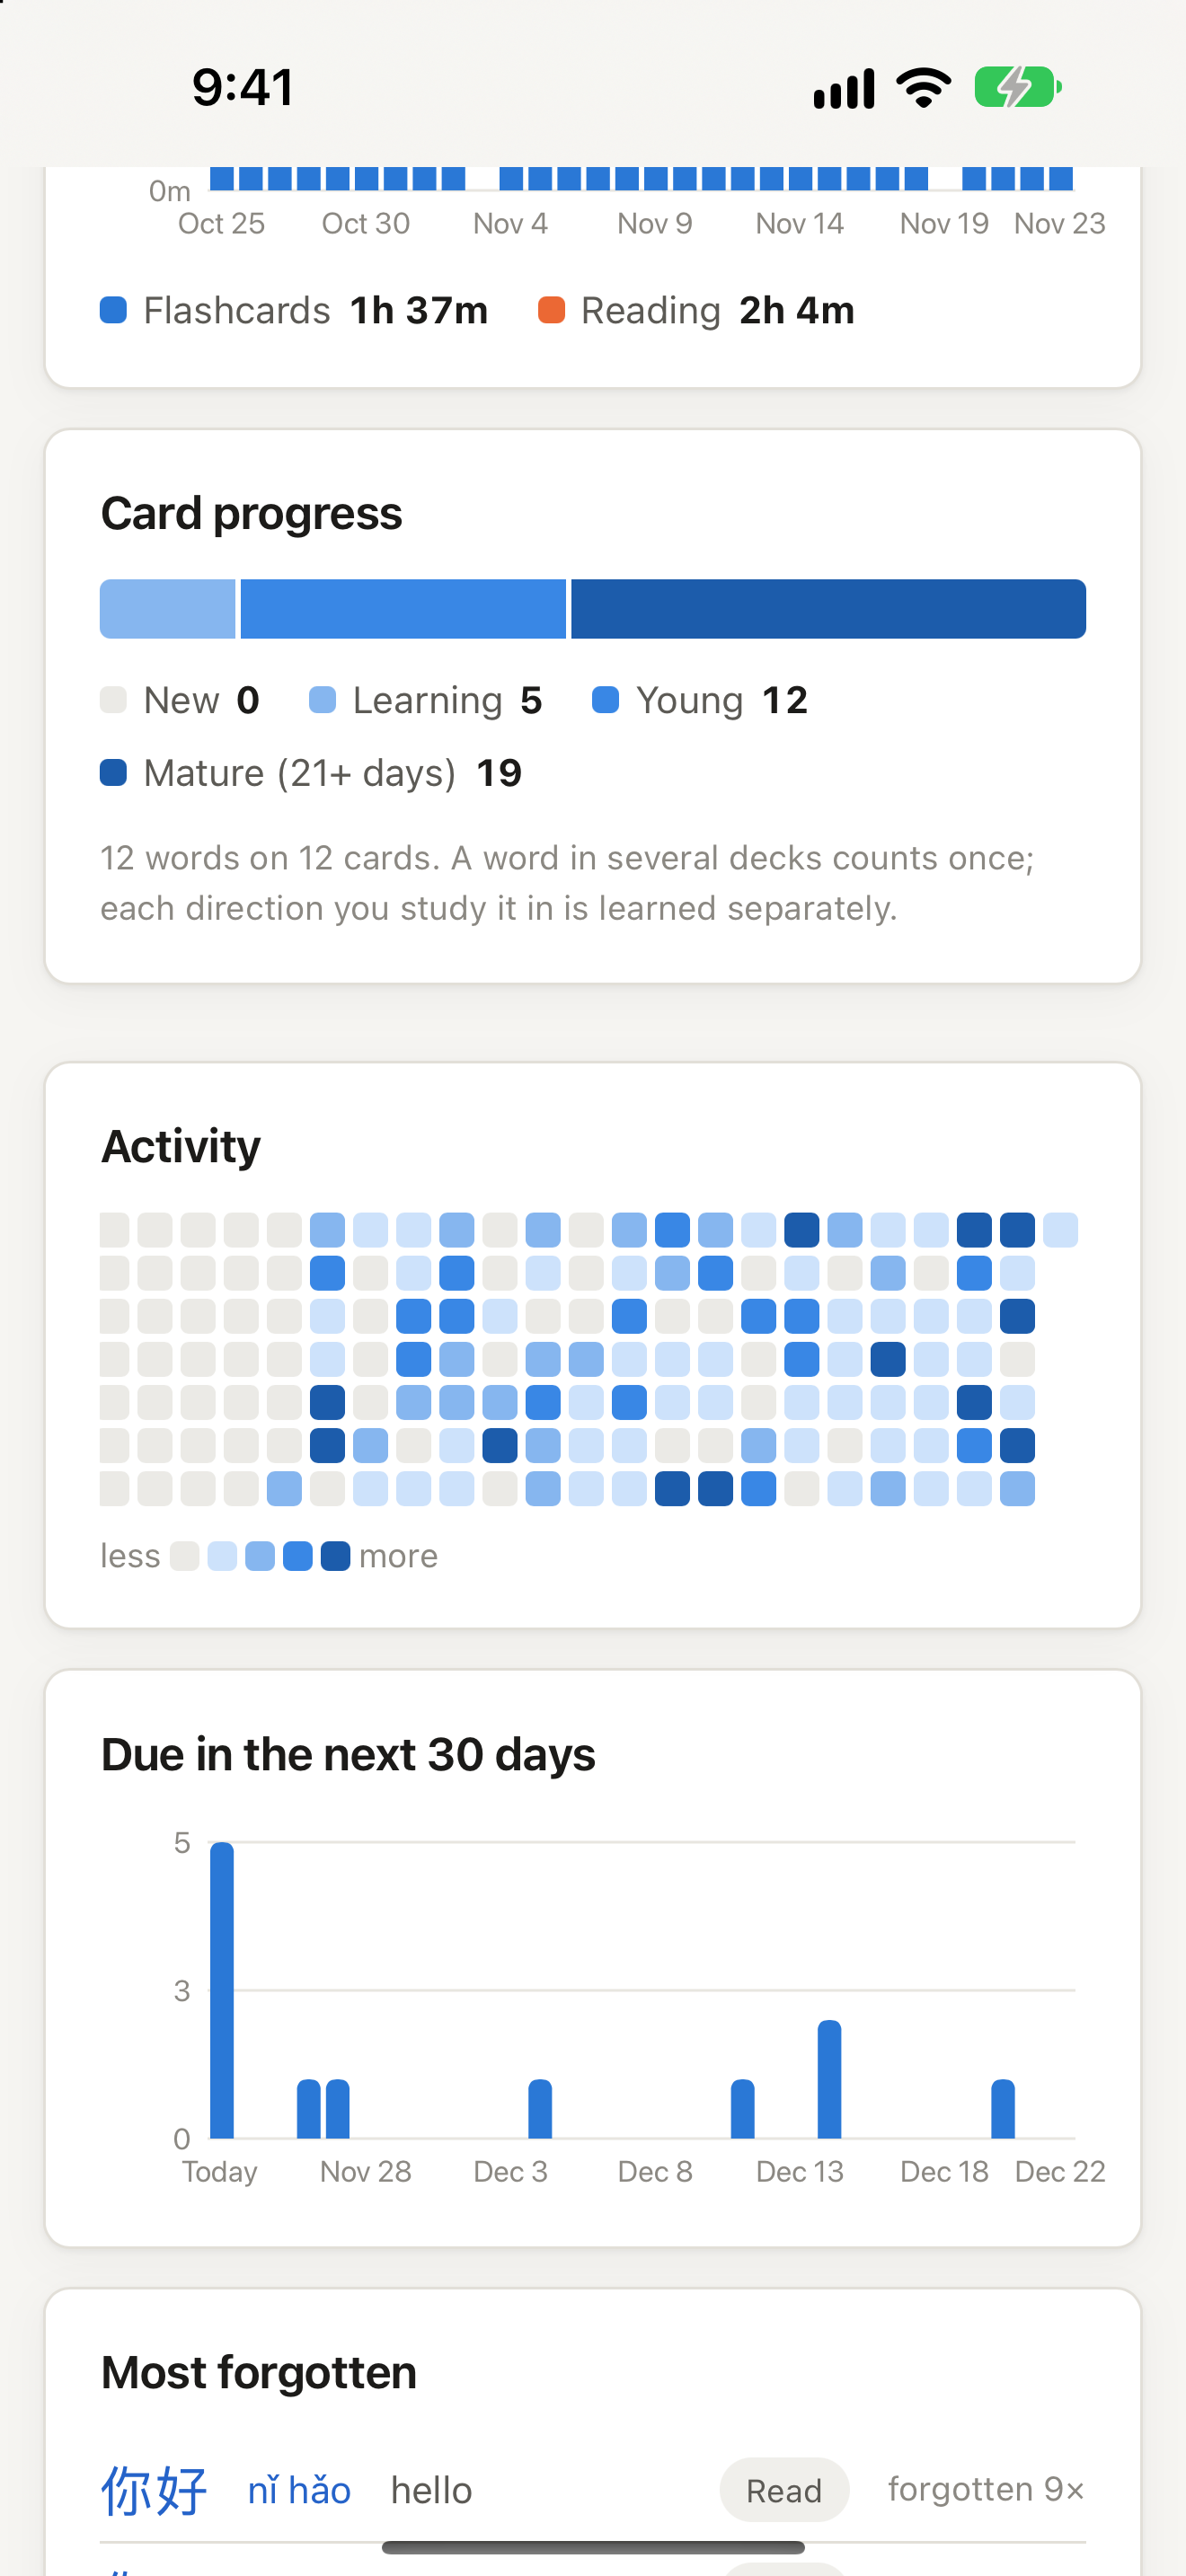 9:41
0m
Oct 25 Oct 30 Nov 4 Nov 9 Nov 14 Nov 19 Nov 23
Flashcards 1h 37m Reading 2h 4m
Card progress
New 0 Learning 5 Young 12
Mature (21+ days) 19
12 words on 12 cards. A word in several decks counts once;
each direction you study it in is learned separately.
Activity
less more
Due in the next 30 days
5
3
0
Today Nov 28 Dec 3 Dec 8 Dec 13 Dec 18 Dec 22
Most forgotten
你好 nǐ hǎo hello Read forgotten 9×